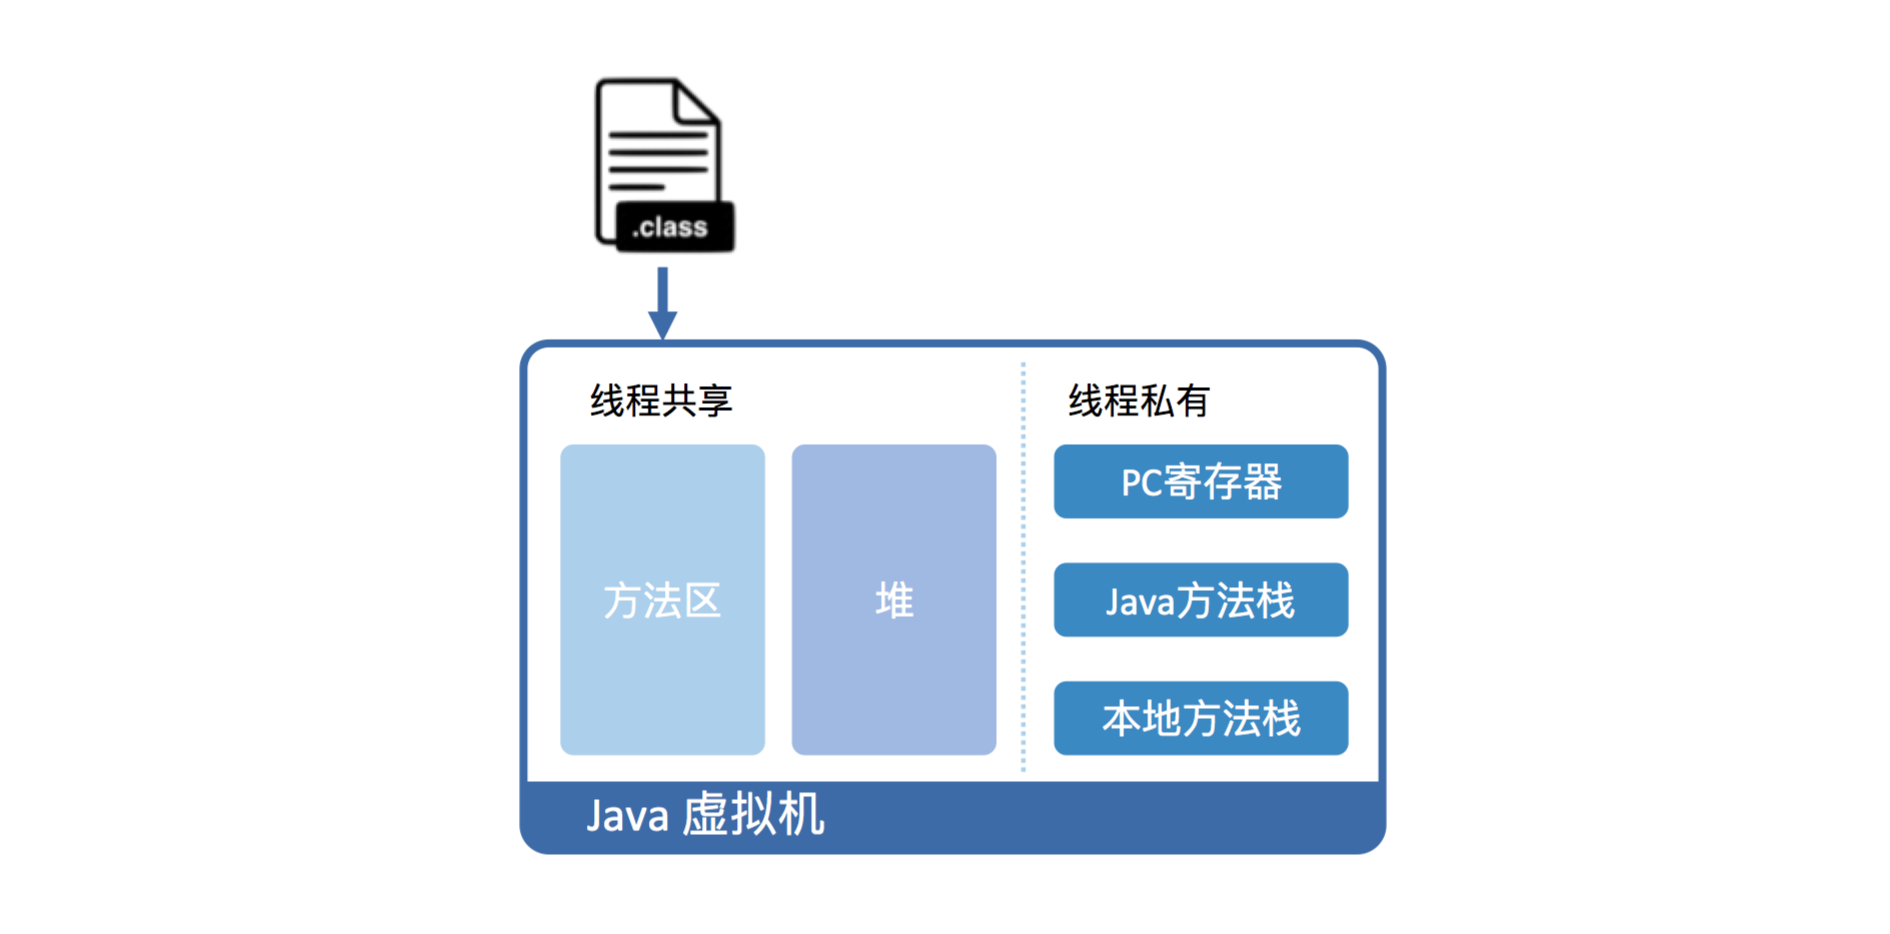 .class
线程共享
线程私有
方法区
堆
PC寄存器
Java方法栈
本地方法栈
Java 虚拟机